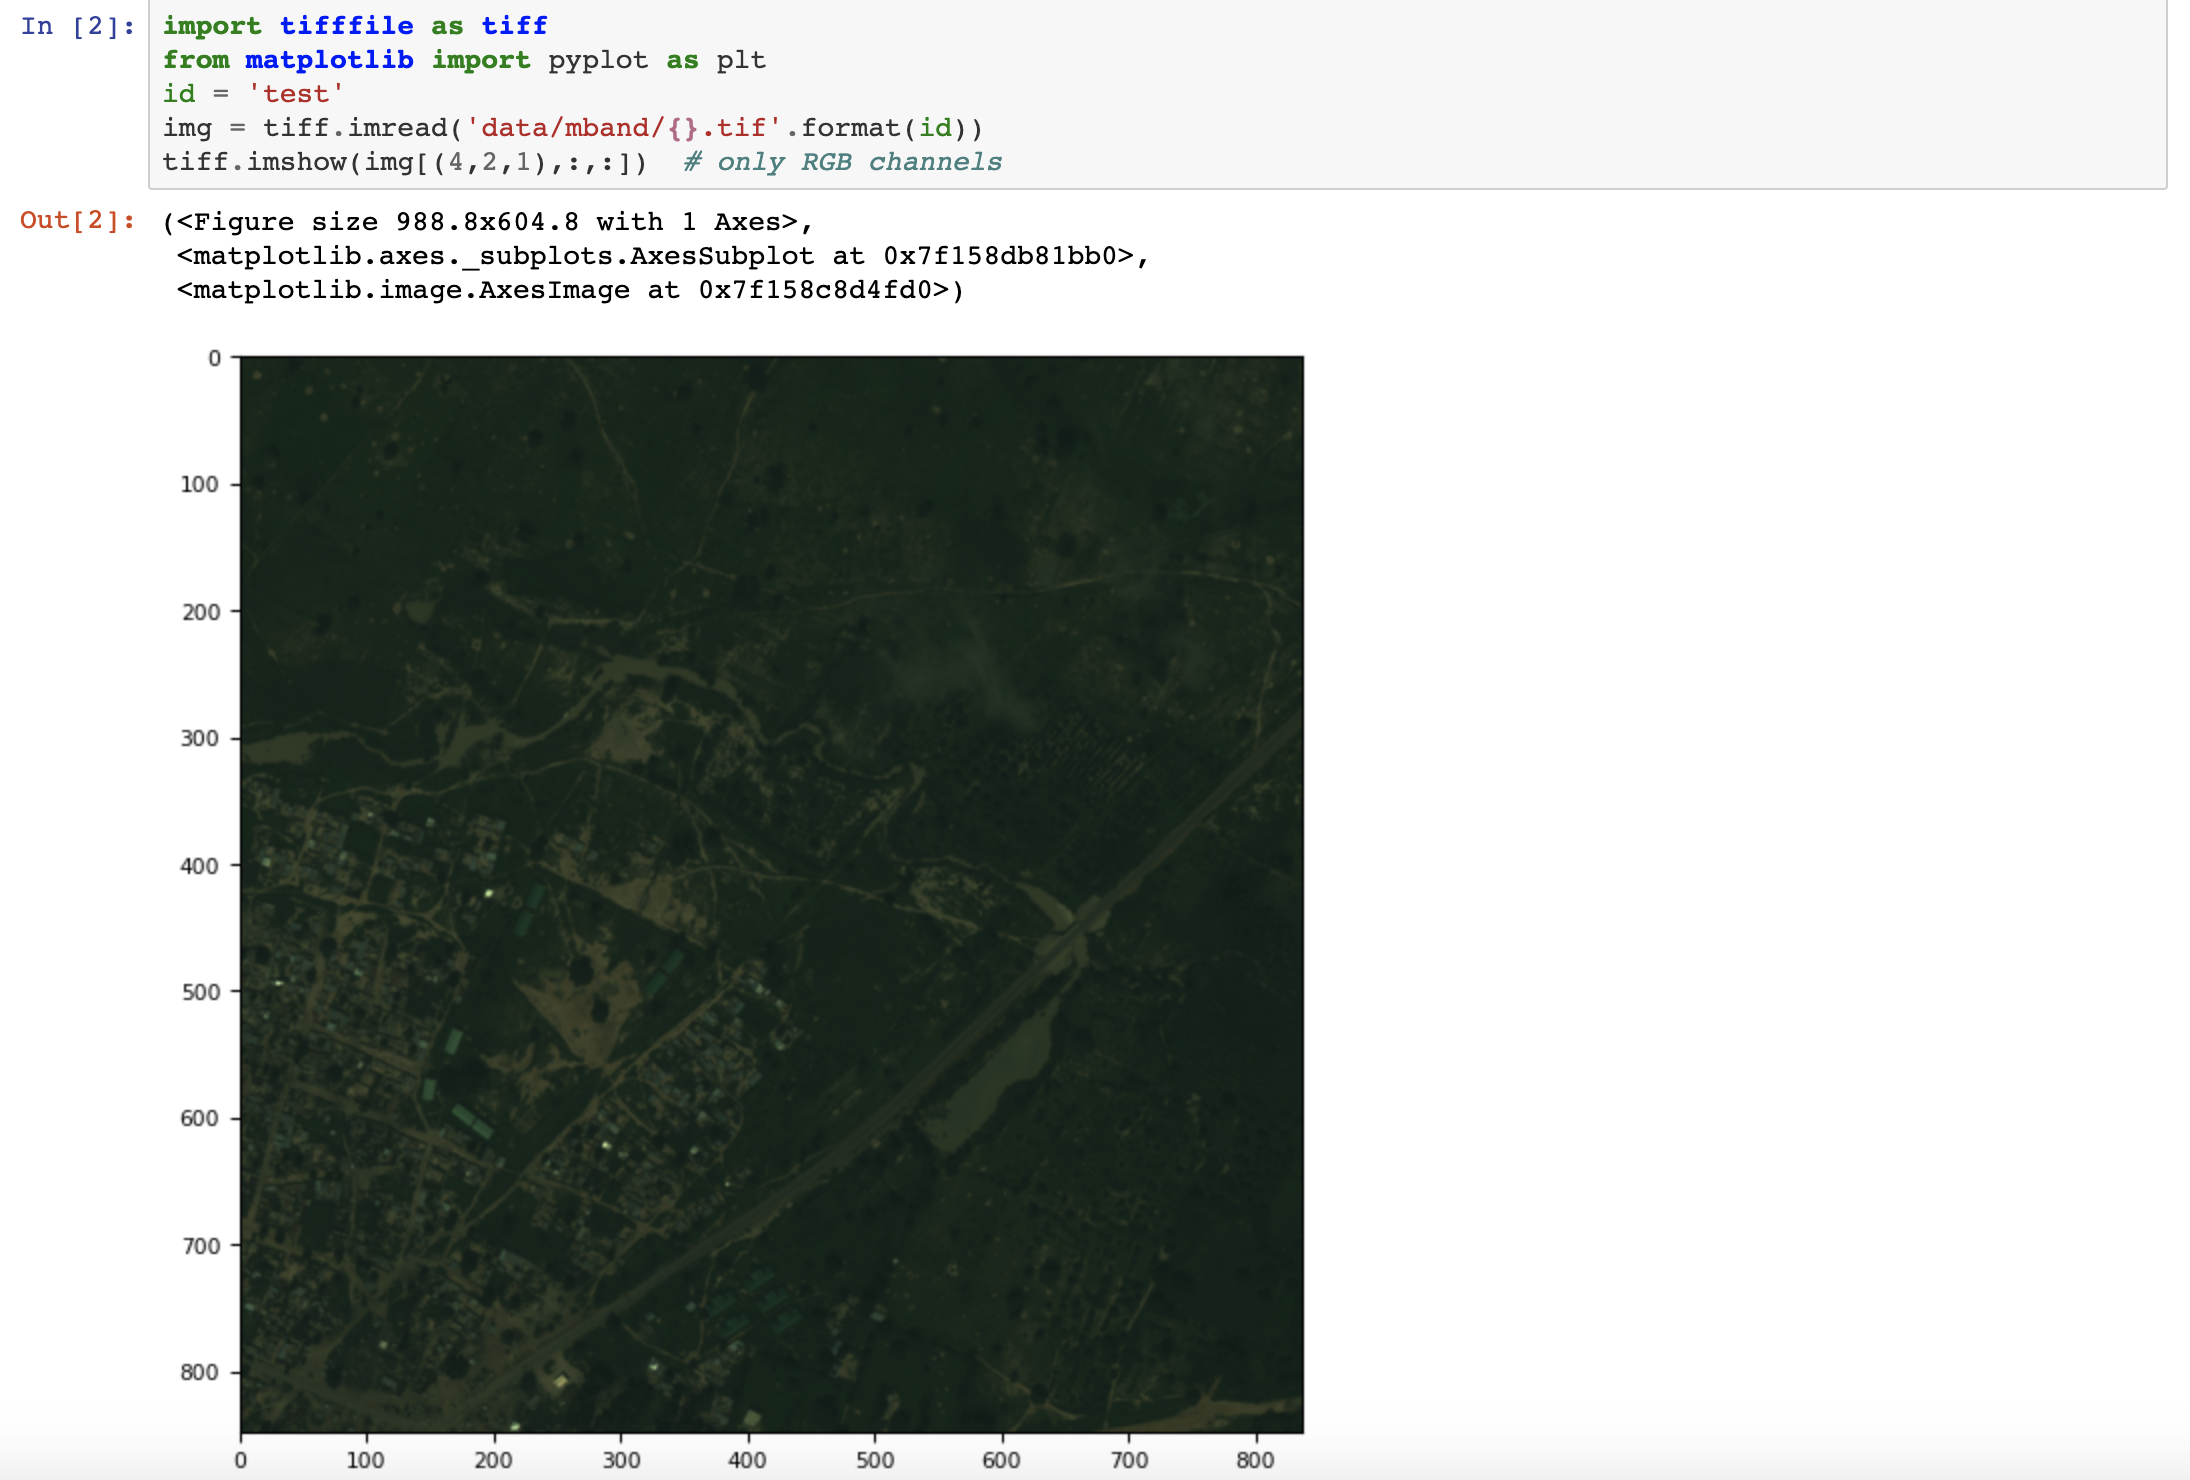 In [2]: import tifffile as tiff
from matplotlib import pyplot as plt
id = 'test'
img = tiff.imread('data/mband/{}.tif'.format(id))
tiff.imshow(img[(4,2,1),:,:])  # only RGB channels
Out[2]: (<Figure size 988.8x604.8 with 1 Axes>,
<matplotlib.axes._subplots.AxesSubplot at 0x7f158db81bb0>,
<matplotlib.image.AxesImage at 0x7f158c8d4fd0>)
0
100
200
300
400
500
600
700
800
0 100 200 300 400 500 600 700 800